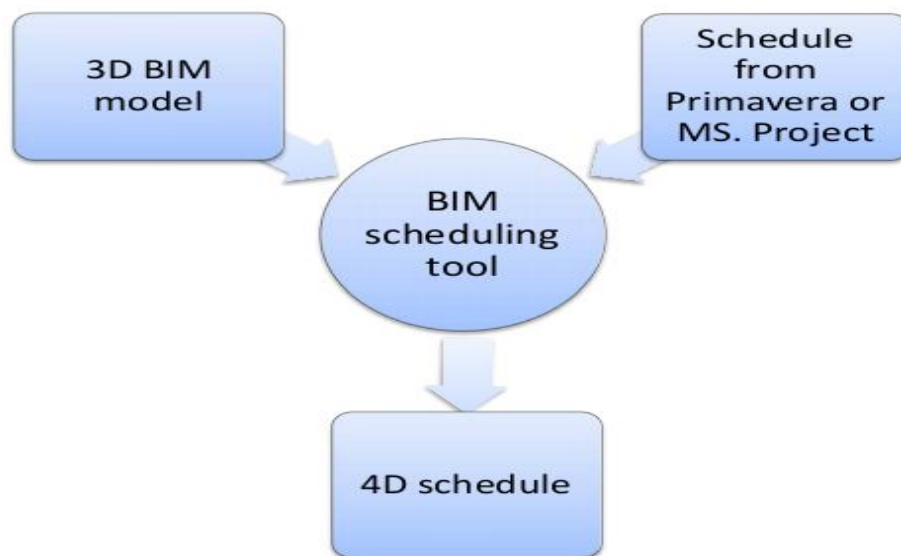 3D BIM
model
Schedule
from
Primavera or
MS. Project
BIM
scheduling
tool
4D schedule